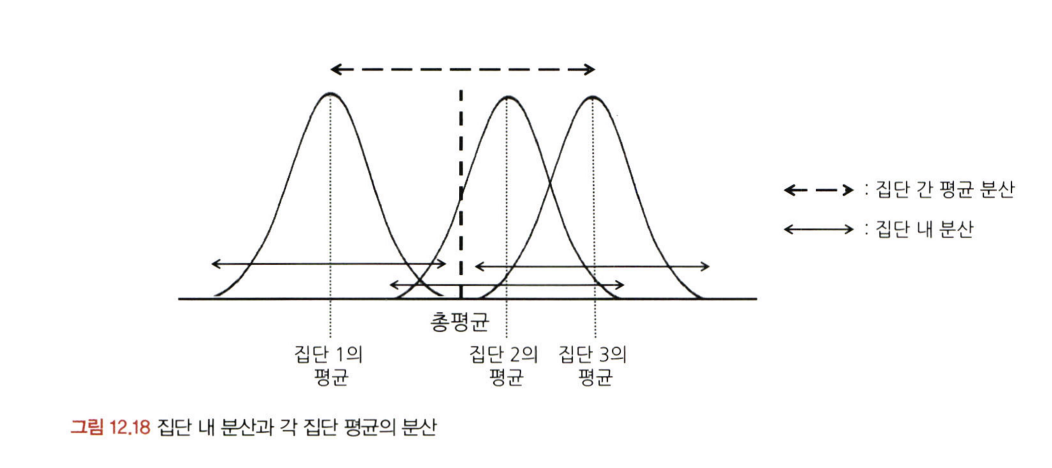 : 집단 간 평균 분산
: 집단 내 분산
총평균
집단 1의
평균
집단 2의
평균
집단 3의
평균
그림 12.18 집단 내 분산과 각 집단 평균의 분산